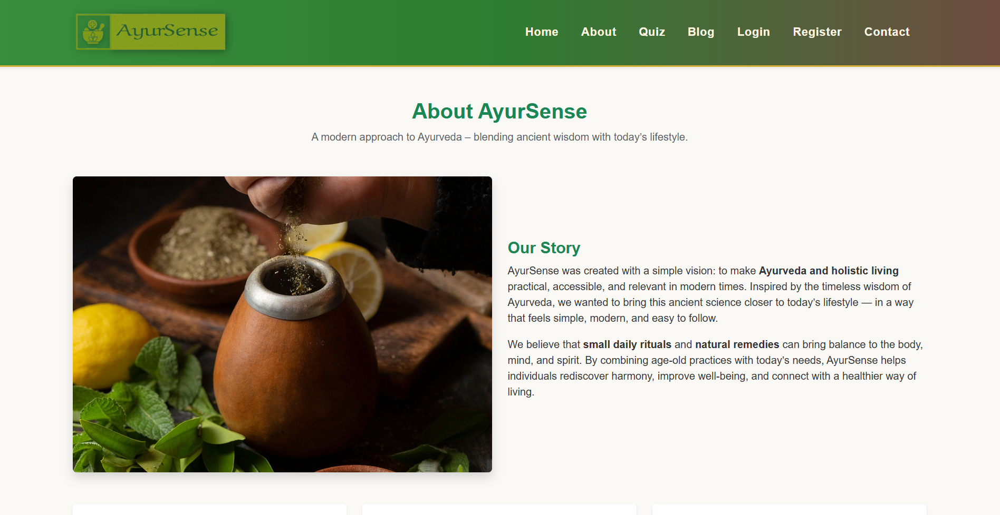 AyurSense
Home About Quiz Blog Login Register Contact
About AyurSense
A modern approach to Ayurveda – blending ancient wisdom with today’s lifestyle.
Our Story
AyurSense was created with a simple vision: to make Ayurveda and holistic living
practical, accessible, and relevant in modern times. Inspired by the timeless wisdom of
Ayurveda, we wanted to bring this ancient science closer to today’s lifestyle — in a way
that feels simple, modern, and easy to follow.
We believe that small daily rituals and natural remedies can bring balance to the body,
mind, and spirit. By combining age-old practices with today’s needs, AyurSense helps
individuals rediscover harmony, improve well-being, and connect with a healthier way of
living.